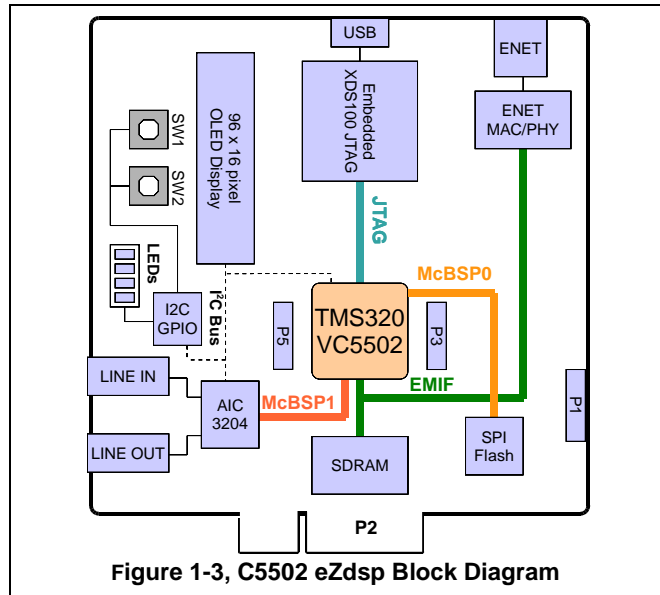 USB
ENET
Embedded
XDS100 JTAG
ENET
MAC/PHY
96 x 16 pixel
OLED Display
SW1
SW2
JTAG
McBSP0
LEDs
I2C
GPIO
I²C Bus
P5
TMS320
VC5502
P3
EMIF
P1
LINE IN
AIC
3204
McBSP1
LINE OUT
SDRAM
SPI
Flash
P2
Figure 1-3, C5502 eZdsp Block Diagram